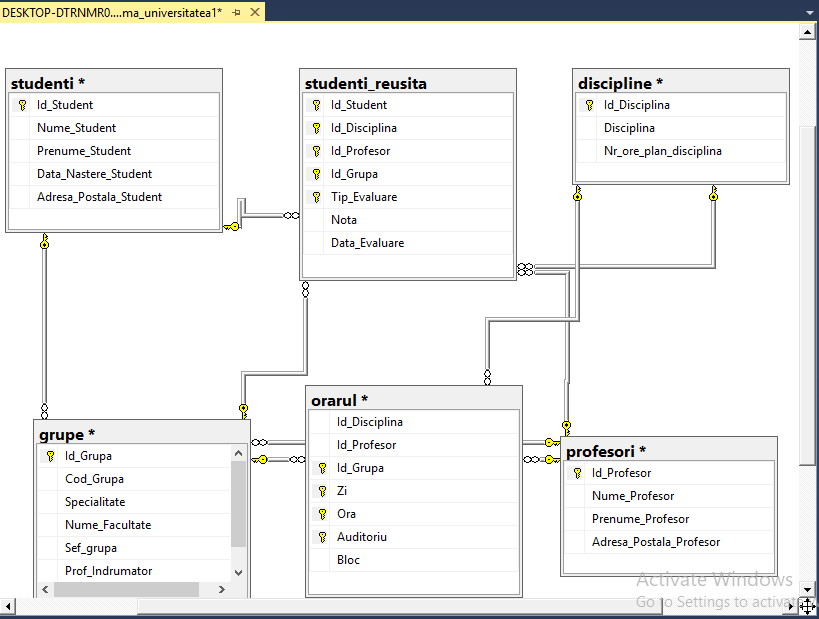 DESKTOP-DTRNMR0....ma_universitatea1*
studenti *
Id_Student
Nume_Student
Prenume_Student
Data_Nastere_Student
Adresa_Postala_Student
studenti_reusita
Id_Student
Id_Disciplina
Id_Profesor
Id_Grupa
Tip_Evaluare
Nota
Data_Evaluare
discipline *
Id_Disciplina
Disciplina
Nr_ore_plan_disciplina
grupe *
Id_Grupa
Cod_Grupa
Specialitate
Nume_Facultate
Sef_grupa
Prof_Indrumator
orarul *
Id_Disciplina
Id_Profesor
Id_Grupa
Zi
Ora
Auditoriu
Bloc
profesori *
Id_Profesor
Nume_Profesor
Prenume_Profesor
Adresa_Postala_Profesor
Activate Windows
Go to Settings to activate